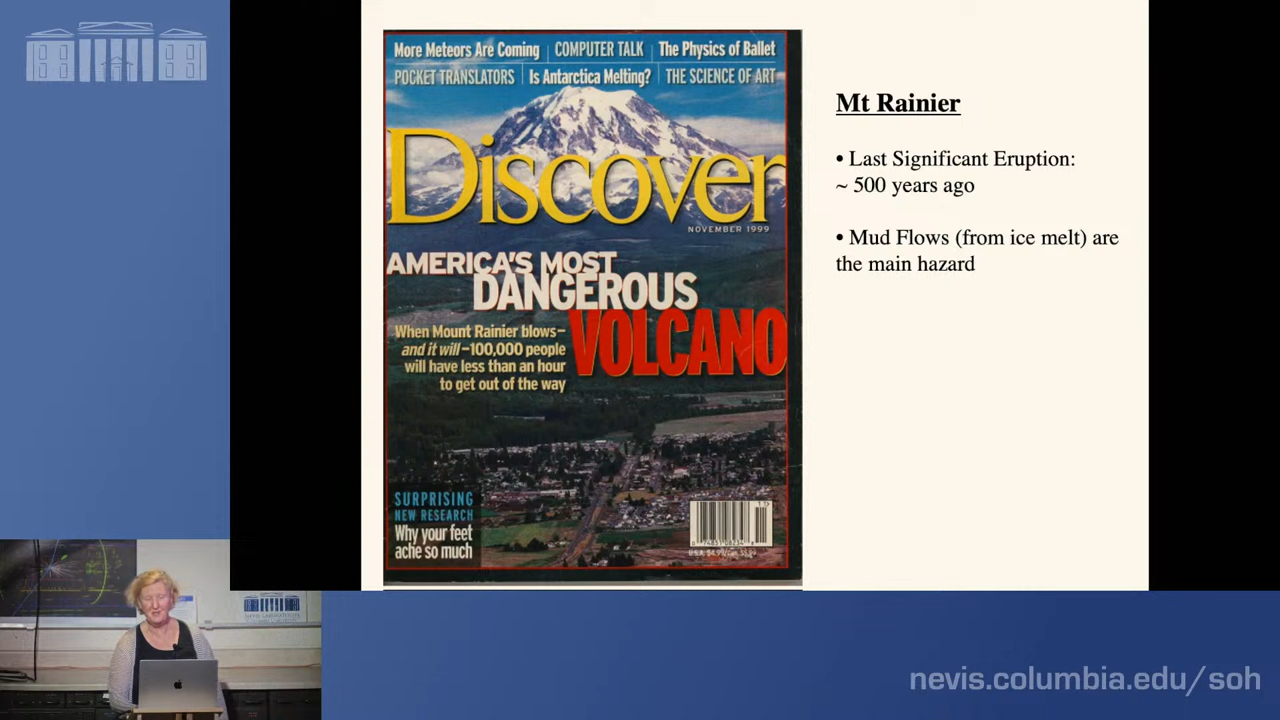 More Meteors Are Coming | COMPUTER TALK | The Physics of Ballet
POCKET TRANSLATORS | Is Antarctica Melting? | THE SCIENCE OF ART
Discover
NOVEMBER 1999
AMERICA'S MOST
DANGEROUS
VOLCANO
When Mount Rainier blows–
and it will–100,000 people
will have less than an hour
to get out of the way
SURPRISING
NEW RESEARCH
Why your feet
ache so much
Mt Rainier
• Last Significant Eruption:
~ 500 years ago
• Mud Flows (from ice melt) are
the main hazard
nevis.columbia.edu/soh